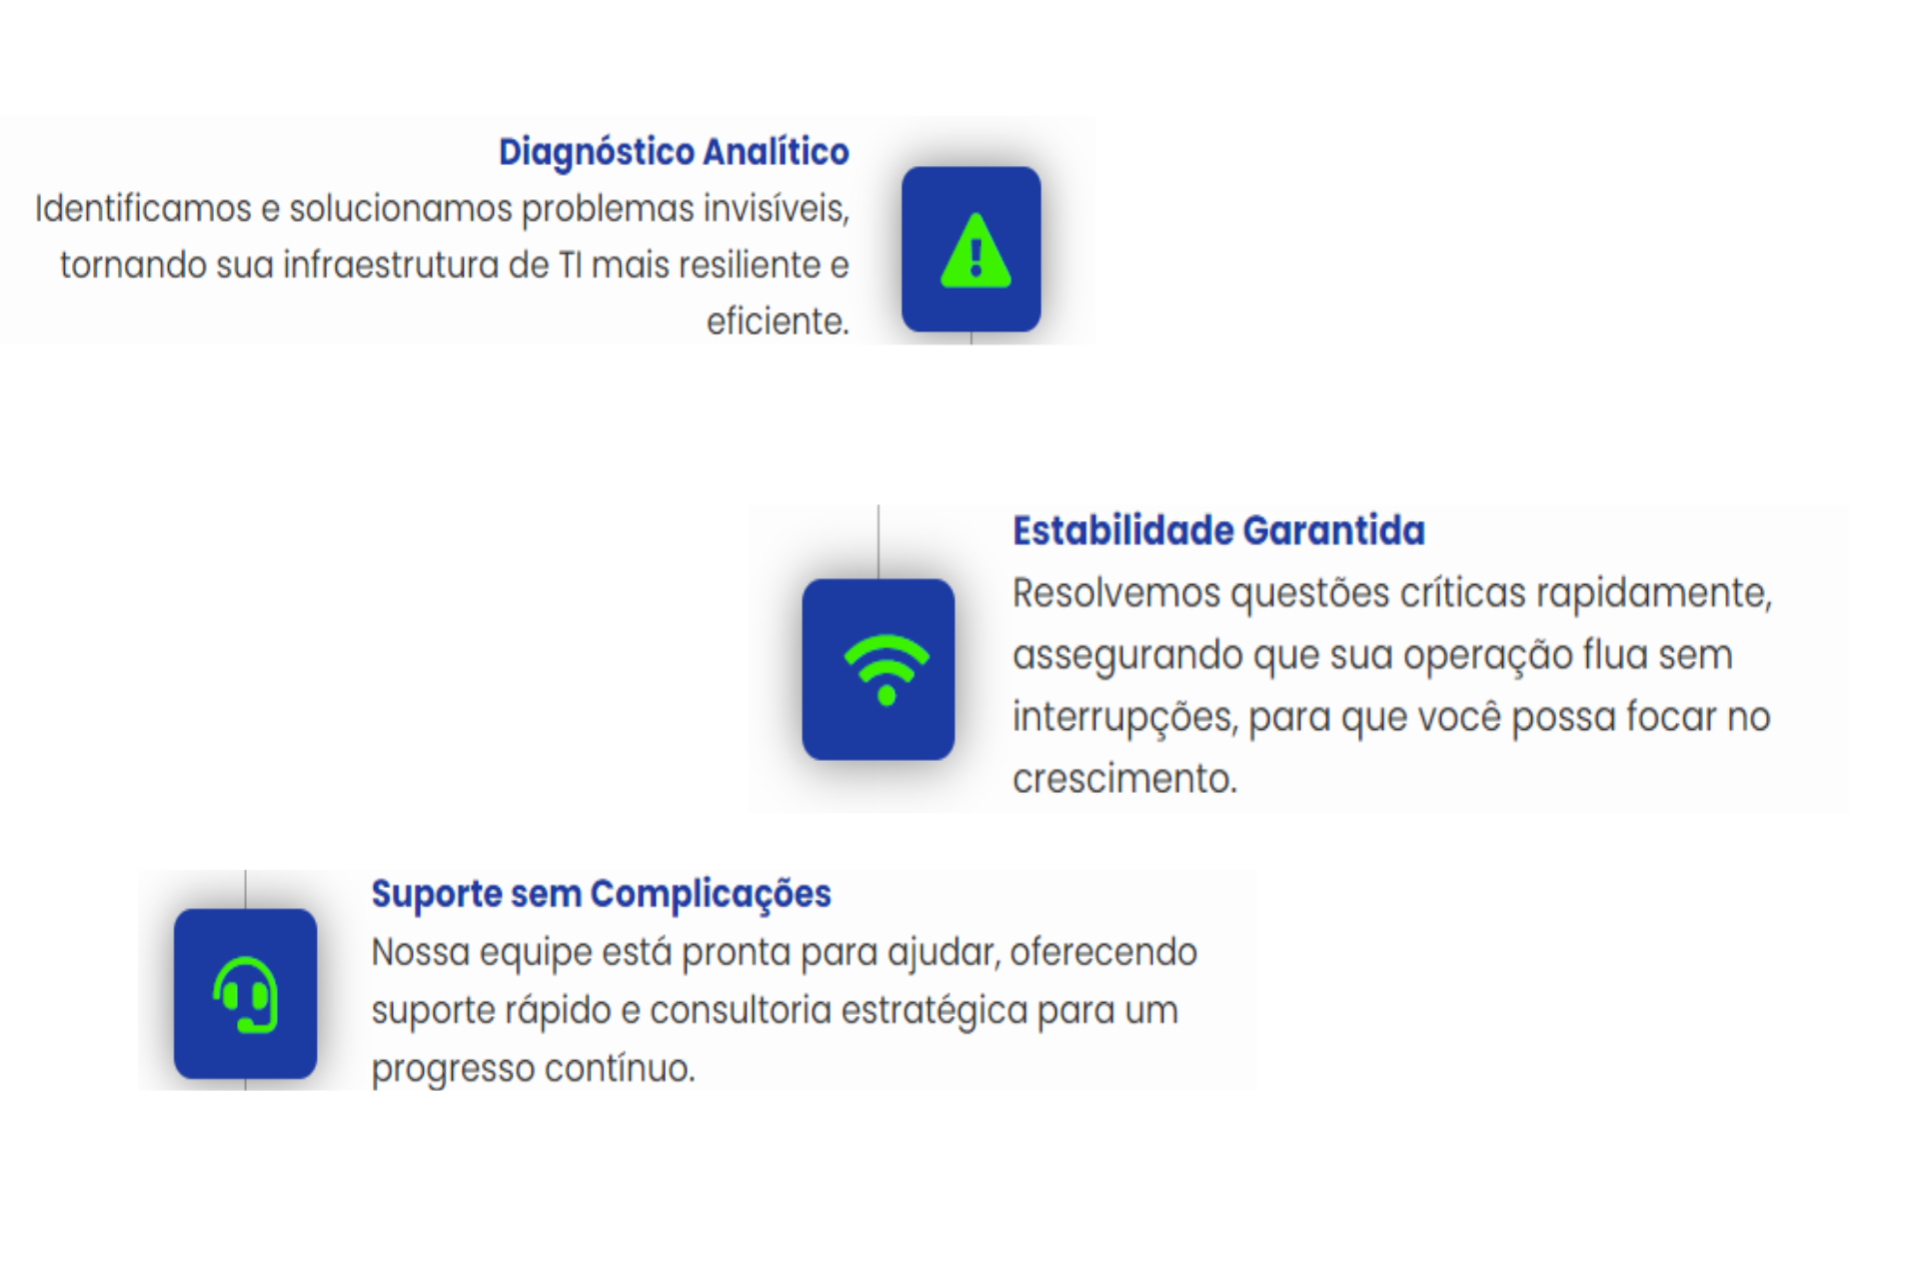 Diagnóstico Analítico
Identificamos e solucionamos problemas invisíveis,
tornando sua infraestrutura de TI mais resiliente e
eficiente.
Estabilidade Garantida
Resolvemos questões críticas rapidamente,
assegurando que sua operação flua sem
interrupções, para que você possa focar no
crescimento.
Suporte sem Complicações
Nossa equipe está pronta para ajudar, oferecendo
suporte rápido e consultoria estratégica para um
progresso contínuo.